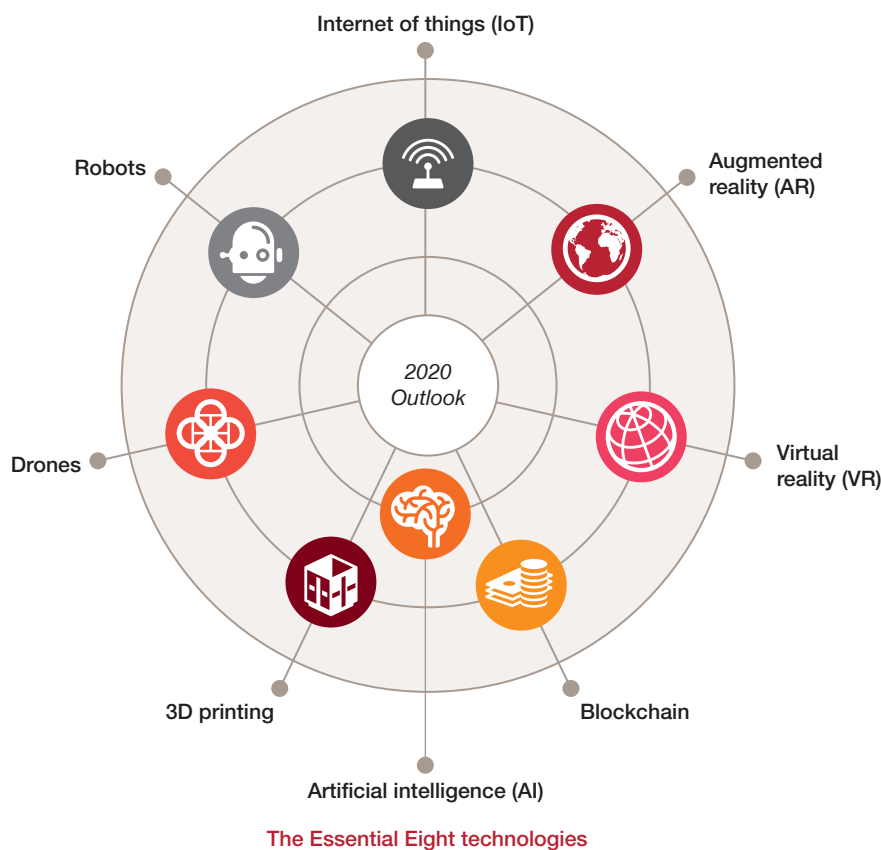 Internet of things (IoT)
Robots
Augmented
reality (AR)
2020
Outlook
Drones
Virtual
reality (VR)
3D printing
Blockchain
Artificial intelligence (AI)
The Essential Eight technologies